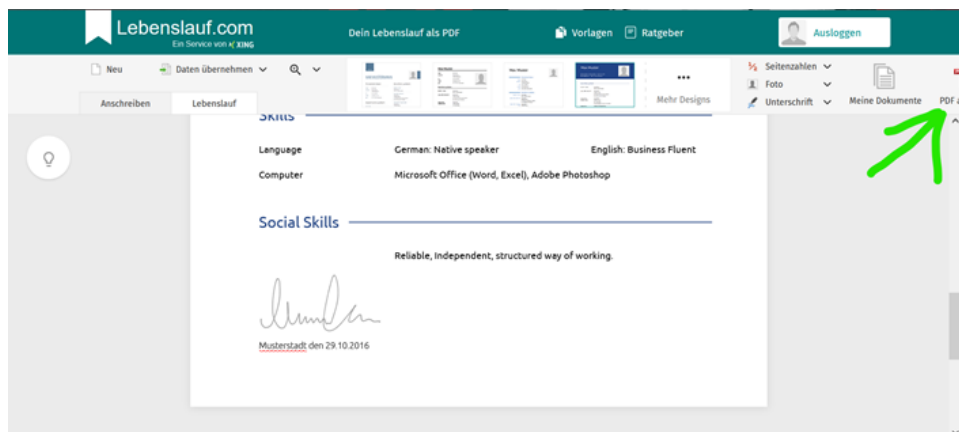 Lebenslauf.com
Ein Service von XING
Dein Lebenslauf als PDF
Vorlagen
Ratgeber
Ausloggen
Neu
Daten übernehmen
Mehr Designs
Seitenzahlen
Foto
Unterschrift
Meine Dokumente
PDF
Anschreiben
Lebenslauf
Skills
Language German: Native speaker English: Business Fluent
Computer Microsoft Office (Word, Excel), Adobe Photoshop
Social Skills
Reliable, Independent, structured way of working.
Musterstadt den 29.10.2016